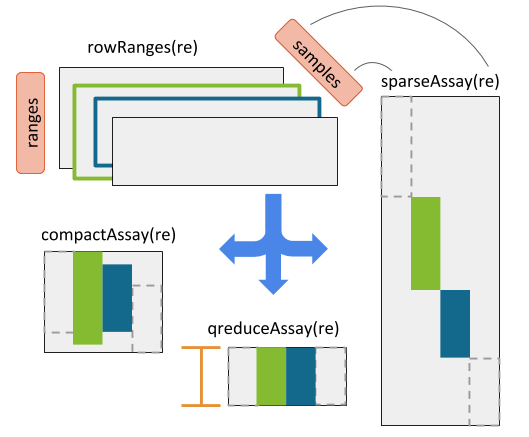 rowRanges(re)
samples
sparseAssay(re)
ranges
compactAssay(re)
qreduceAssay(re)